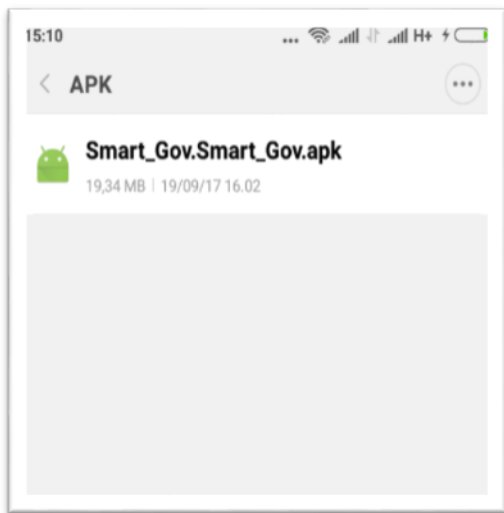 15:10 ... H+
APK
Smart_Gov.Smart_Gov.apk
19,34 MB | 19/09/17 16.02